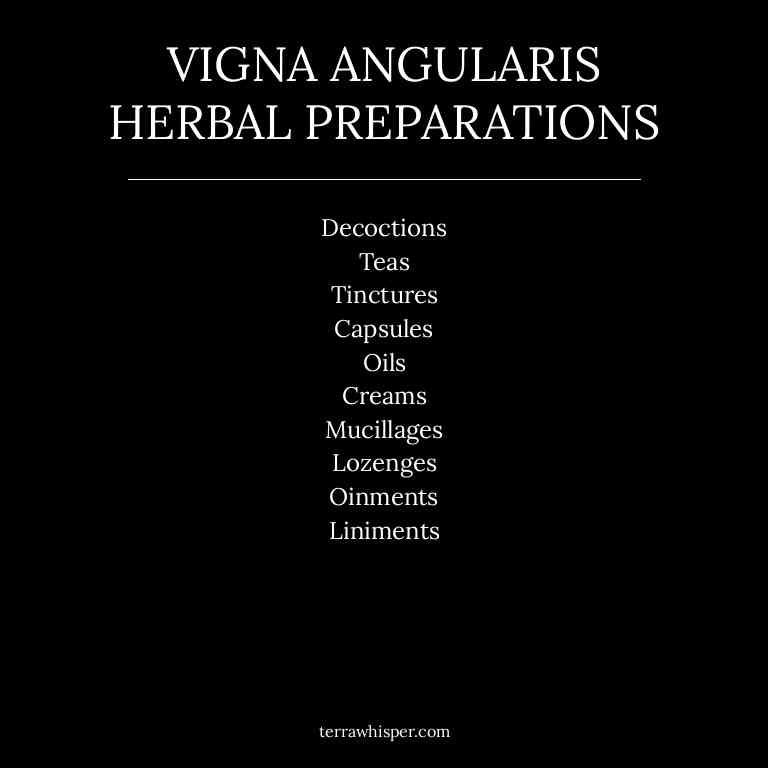 VIGNA ANGULARIS
HERBAL PREPARATIONS
Decoctions
Teas
Tinctures
Capsules
Oils
Creams
Mucillages
Lozenges
Oinments
Liniments
terrawhisper.com